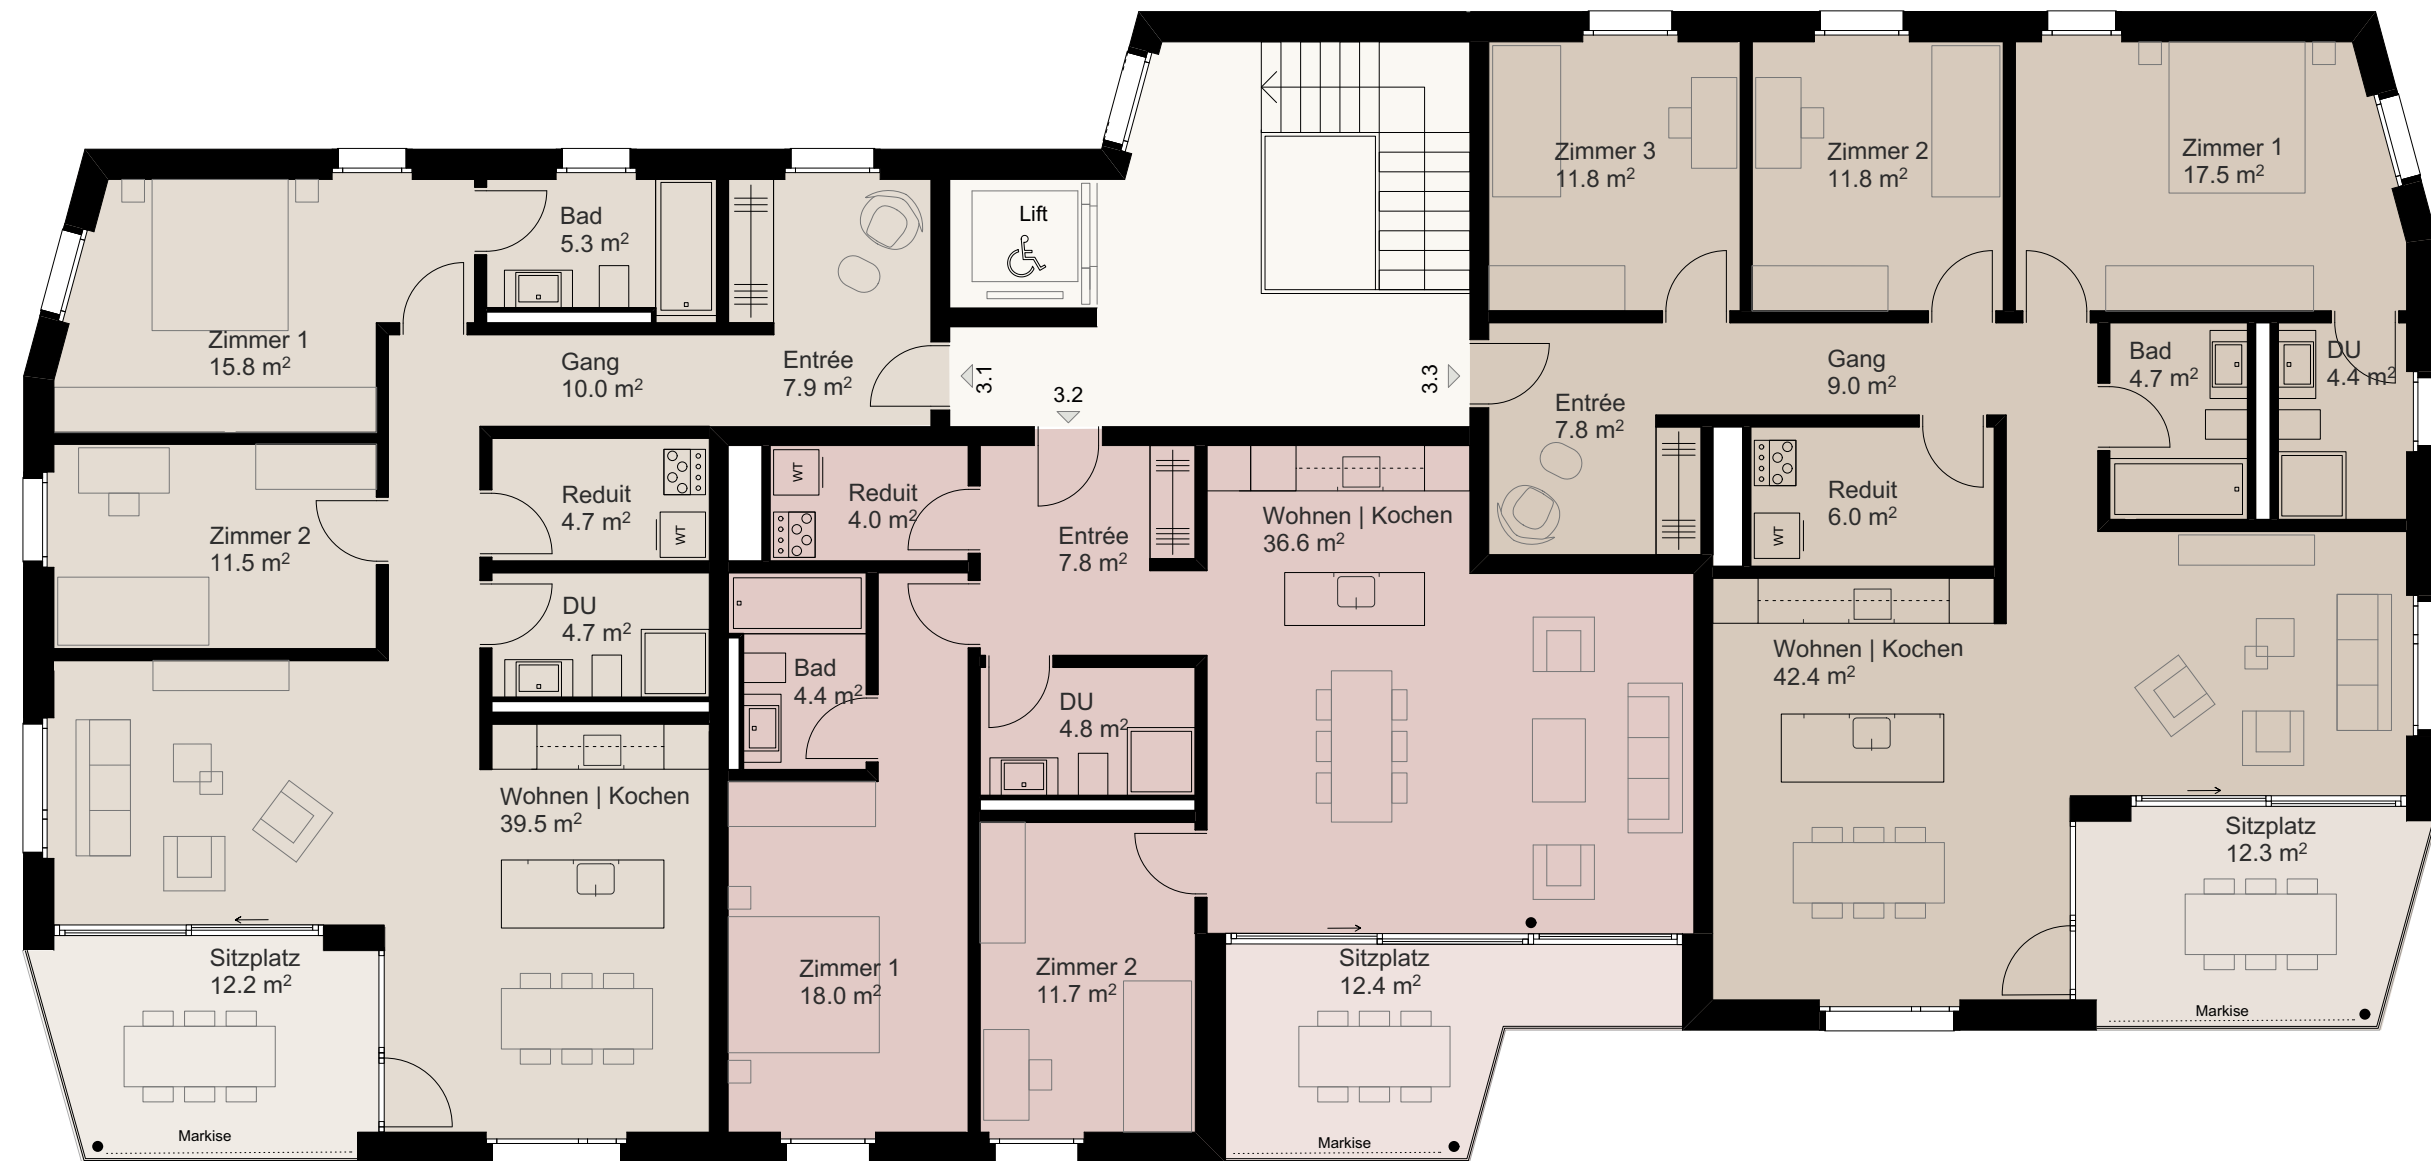 Zimmer 1
15.8 m²
Bad
5.3 m²
Gang
10.0 m²
Entrée
7.9 m²
Lift
3.1
3.2
3.3
Zimmer 3
11.8 m²
Zimmer 2
11.8 m²
Zimmer 1
17.5 m²
Entrée
7.8 m²
Gang
9.0 m²
Bad
4.7 m²
DU
4.4 m²
Zimmer 2
11.5 m²
Reduit
4.7 m²
WT
DU
4.7 m²
WT
Reduit
4.0 m²
Entrée
7.8 m²
Wohnen | Kochen
36.6 m²
Reduit
6.0 m²
WT
Bad
4.4 m²
DU
4.8 m²
Wohnen | Kochen
42.4 m²
Wohnen | Kochen
39.5 m²
Sitzplatz
12.2 m²
Markise
Zimmer 1
18.0 m²
Zimmer 2
11.7 m²
Sitzplatz
12.4 m²
Markise
Sitzplatz
12.3 m²
Markise